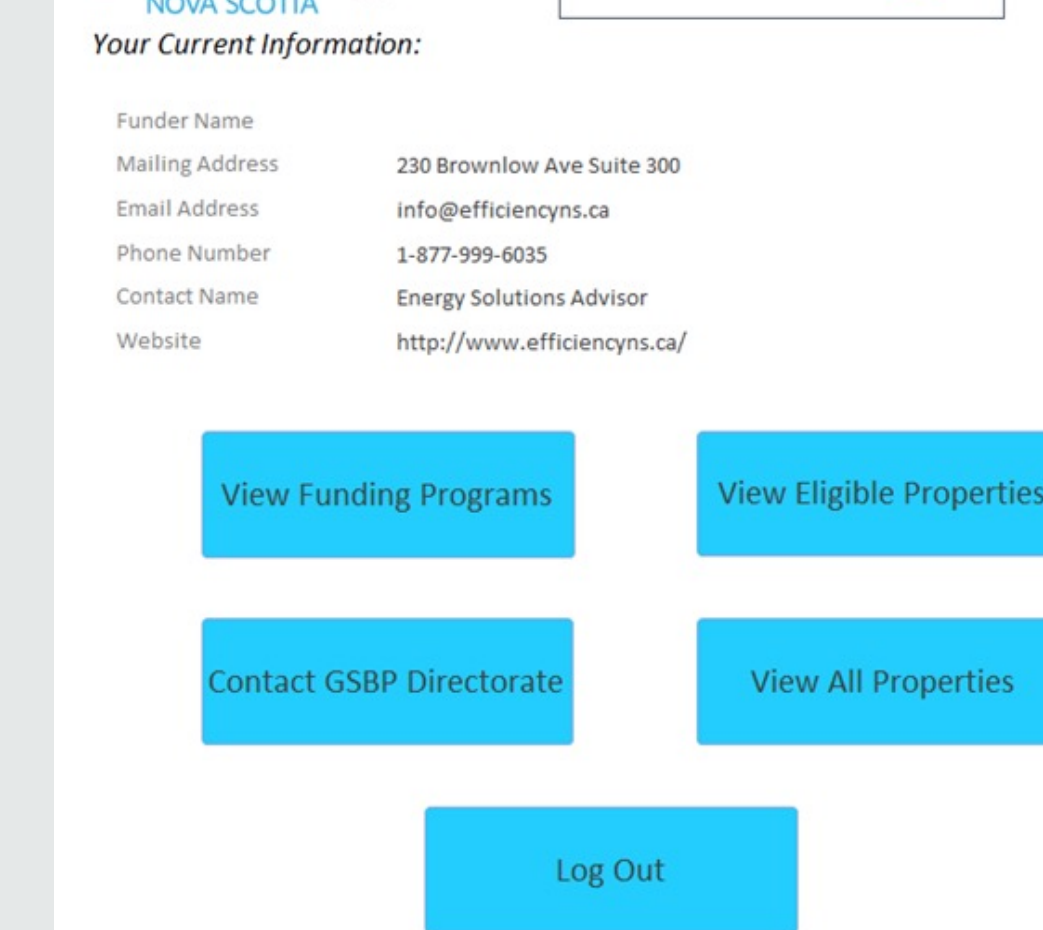 NOVA SCOTIA
Your Current Information:
Funder Name
Mailing Address 230 Brownlow Ave Suite 300
Email Address info@efficiencyns.ca
Phone Number 1-877-999-6035
Contact Name Energy Solutions Advisor
Website http://www.efficiencyns.ca/
View Funding Programs View Eligible Properties
Contact GSBP Directorate View All Properties
Log Out